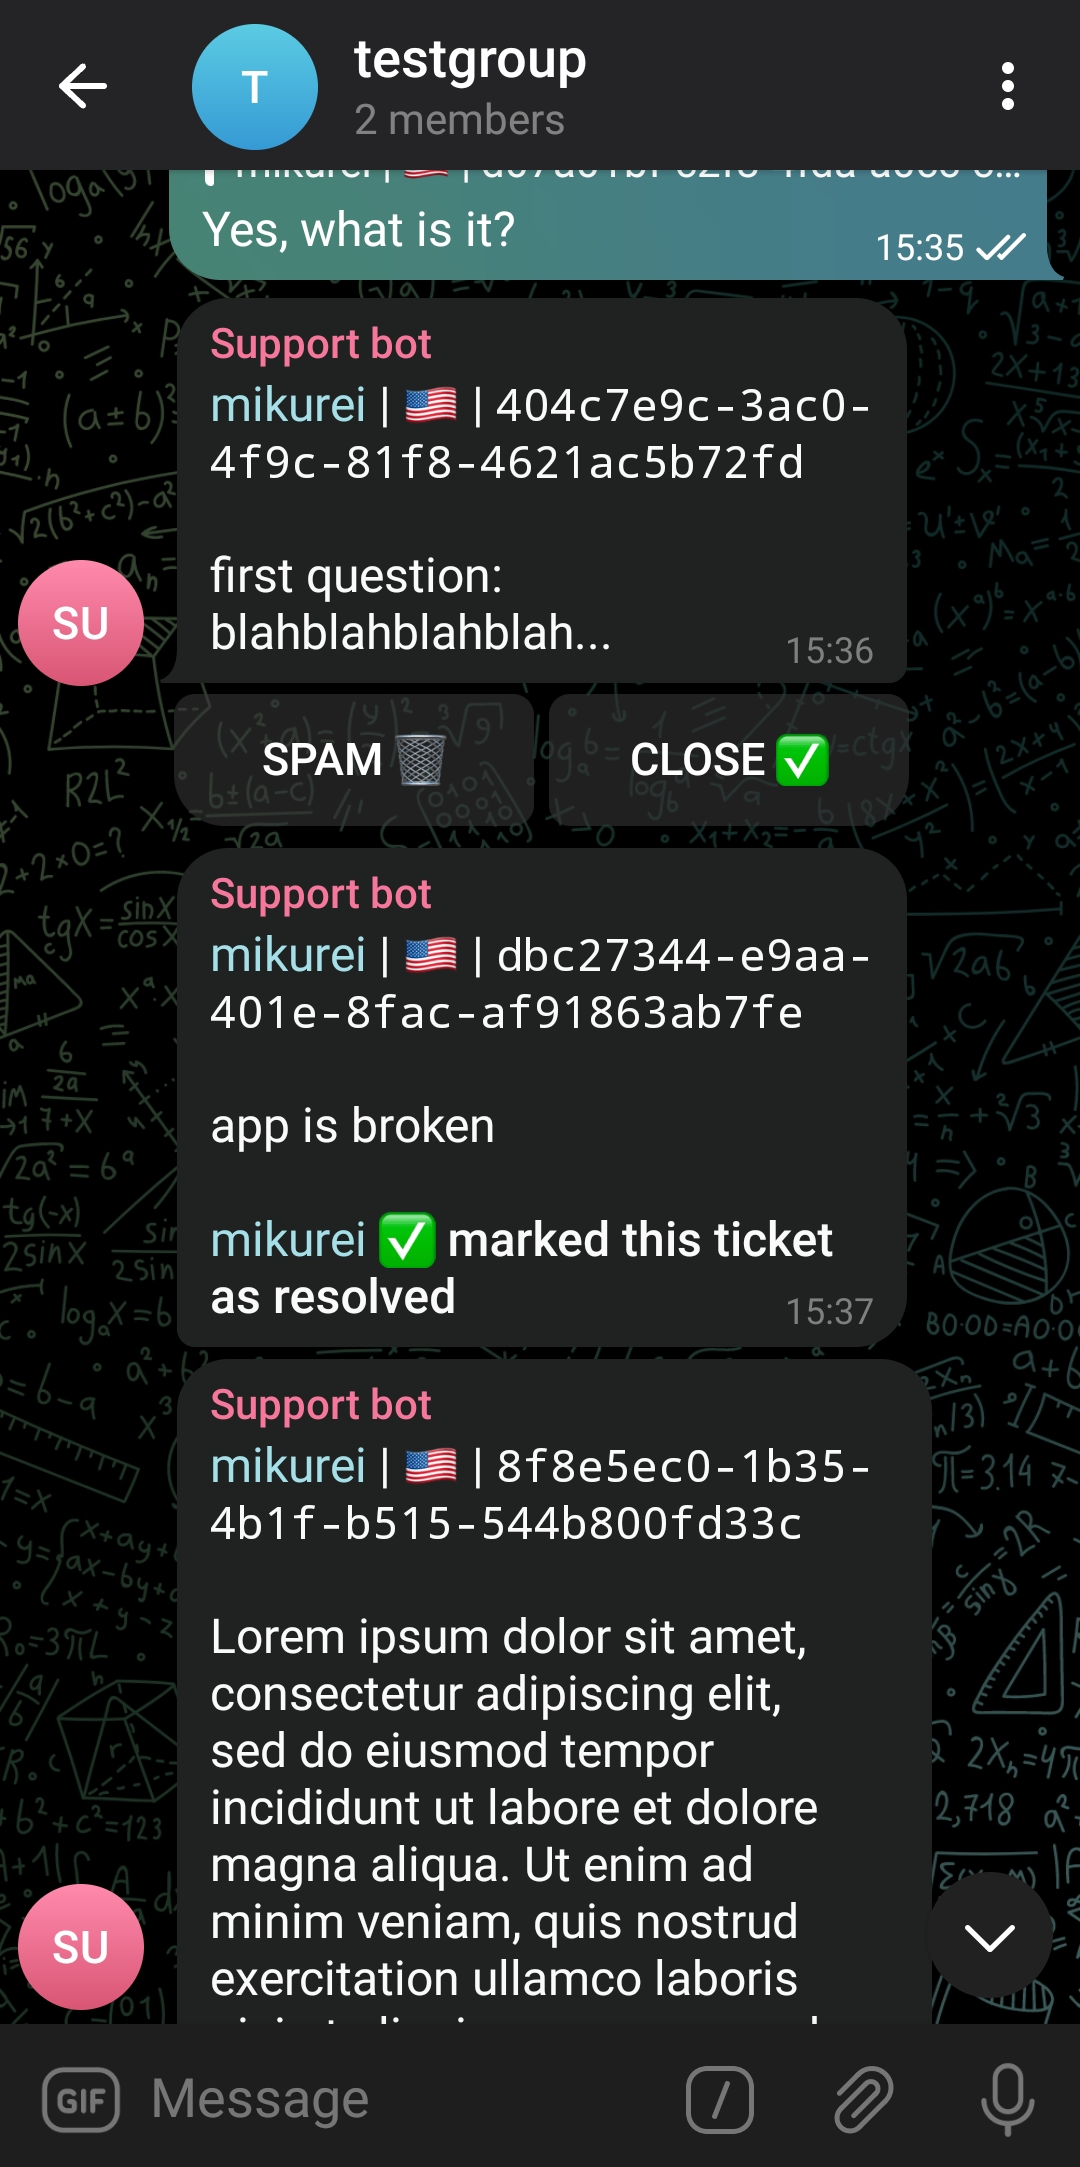 T
testgroup
2 members
Yes, what is it?
15:35
Support bot
mikurei | 🇺🇸 | 404c7e9c-3ac0-
4f9c-81f8-4621ac5b72fd
first question:
blahblahblahblah...
15:36
SU
SPAM 🗑️
CLOSE ✅
Support bot
mikurei | 🇺🇸 | dbc27344-e9aa-
401e-8fac-af91863ab7fe
app is broken
mikurei ✅ marked this ticket
as resolved
15:37
Support bot
mikurei | 🇺🇸 | 8f8e5ec0-1b35-
4b1f-b515-544b800fd33c
Lorem ipsum dolor sit amet,
consectetur adipiscing elit,
sed do eiusmod tempor
incididunt ut labore et dolore
magna aliqua. Ut enim ad
minim veniam, quis nostrud
exercitation ullamco laboris
SU
GIF
Message